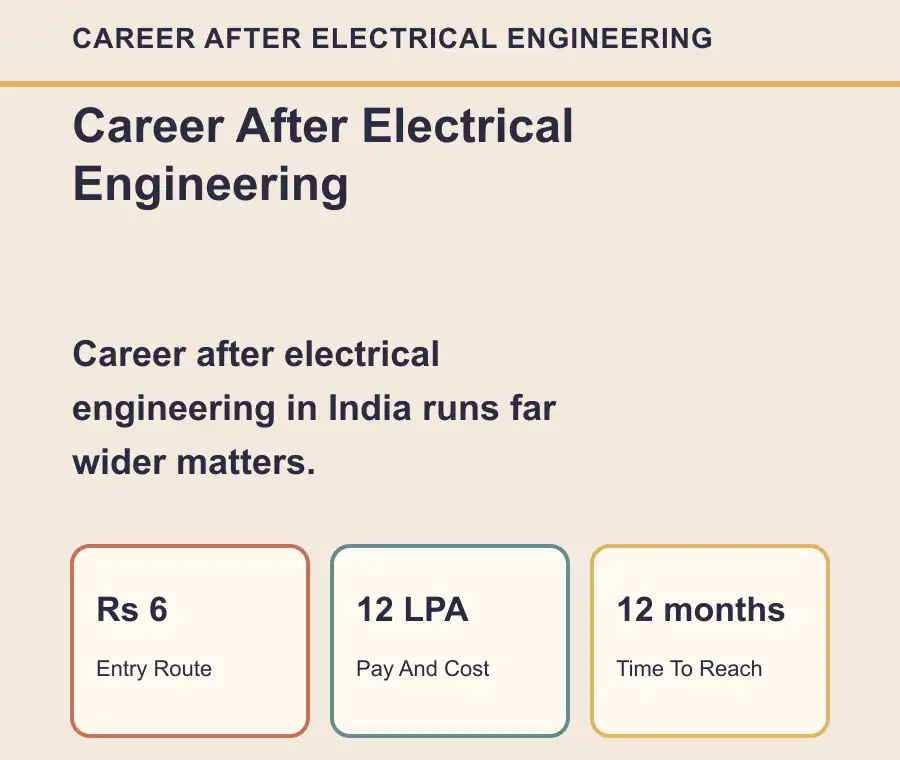 CAREER AFTER ELECTRICAL ENGINEERING
Career After Electrical
Engineering
Career after electrical
engineering in India runs far
wider matters.
Rs 6
Entry Route
12 LPA
Pay And Cost
12 months
Time To Reach